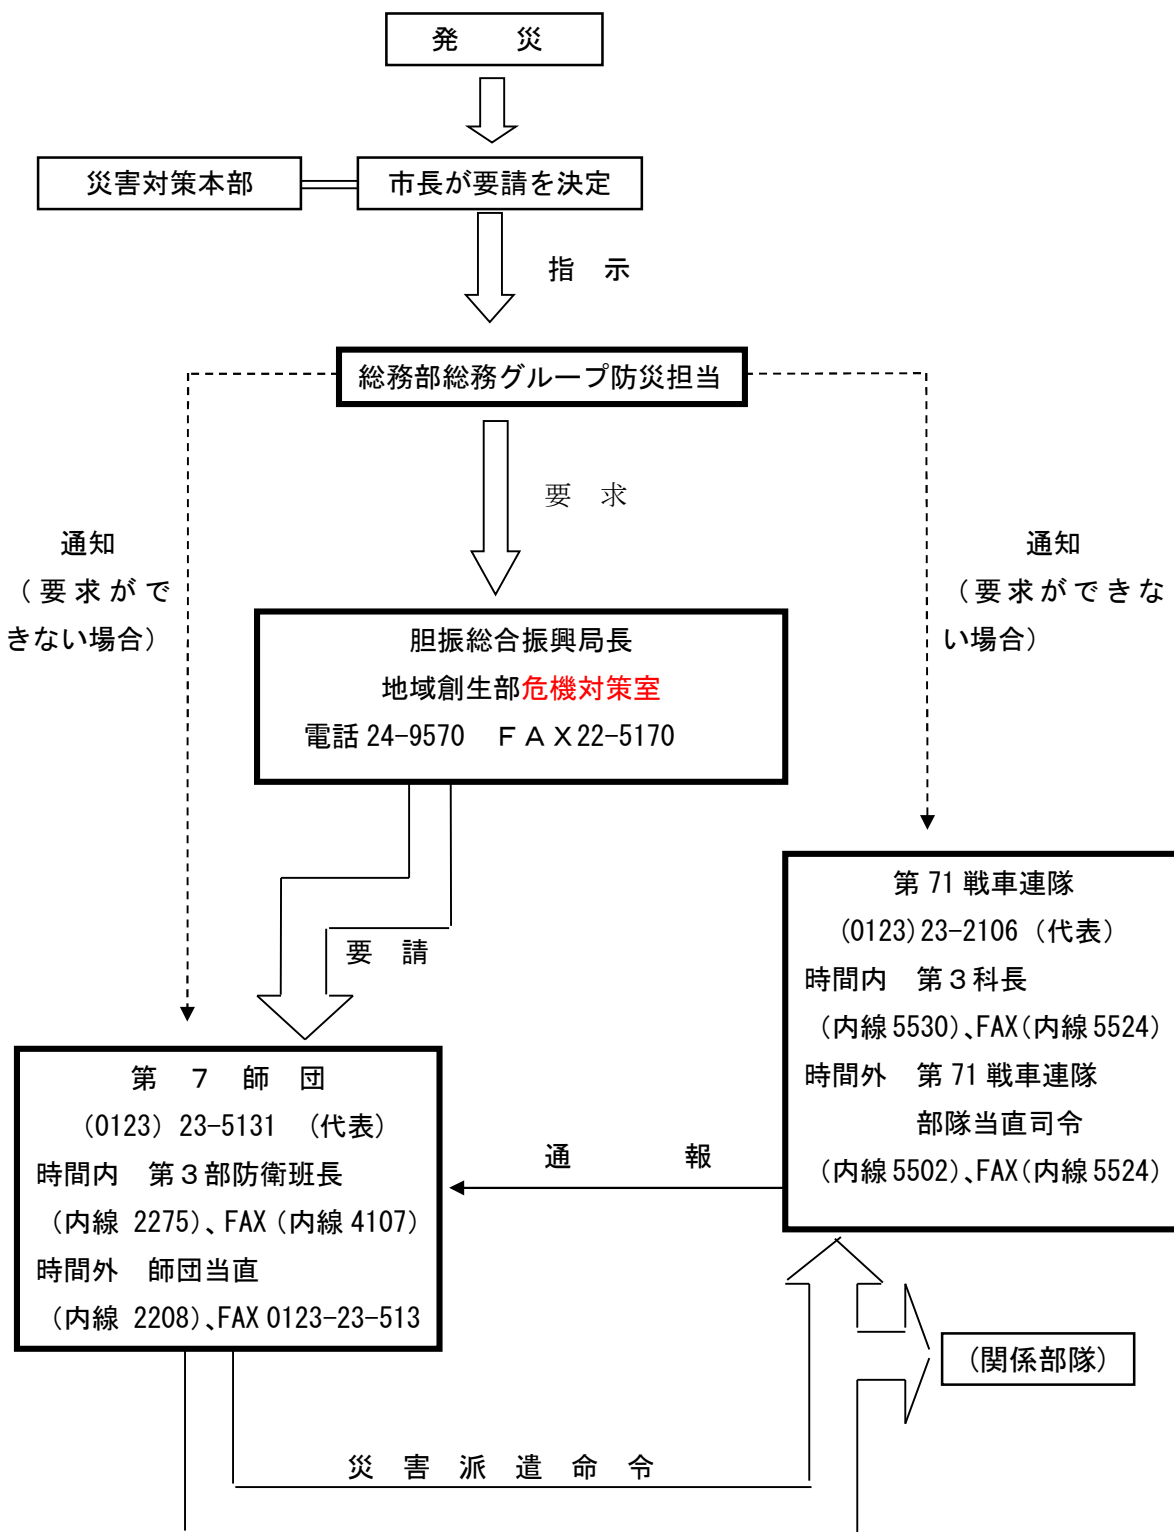 発　　災
災害対策本部
市長が要請を決定
指　示
総務部総務グループ防災担当
要　求
通知
（要求がで
きない場合）
通知
（要求ができな
い場合）
胆振総合振興局長
地域創生部危機対策室
電話 24-9570　ＦＡＸ22-5170
要　請
第 71 戦車連隊
(0123)23-2106（代表）
時間内　第３科長
（内線 5530）、FAX（内線 5524）
時間外　第 71 戦車連隊
部隊当直司令
（内線 5502）、FAX（内線 5524）
第　７　師　団
(0123) 23-5131　（代表）
時間内　第３部防衛班長
（内線 2275）、FAX（内線 4107）
時間外　師団当直
（内線 2208）、FAX 0123-23-513
通　　　　報
（関係部隊）
災　害　派　遣　命　令